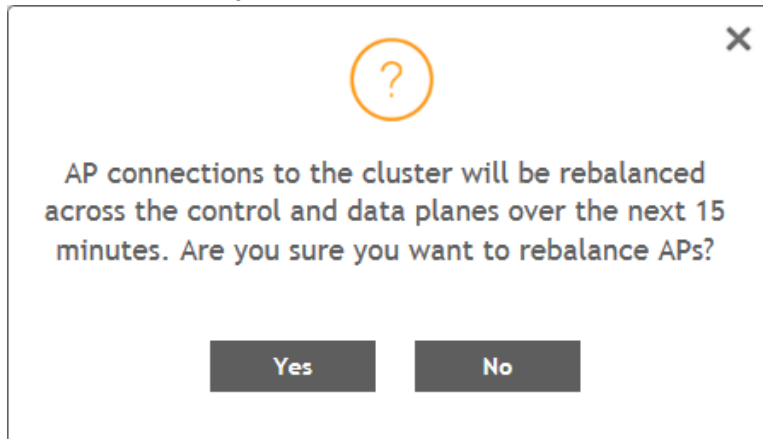 ?
AP connections to the cluster will be rebalanced
across the control and data planes over the next 15
minutes. Are you sure you want to rebalance APs?
Yes
No